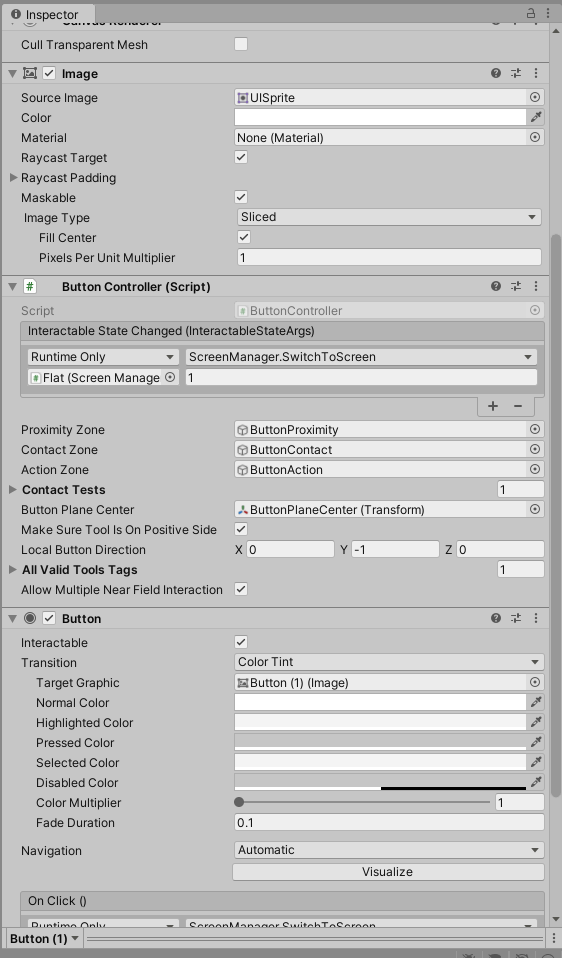 Inspector
Canvas Renderer
Cull Transparent Mesh
Image
Source Image UISprite
Color
Material None (Material)
Raycast Target
Raycast Padding
Maskable
Image Type Sliced
Fill Center
Pixels Per Unit Multiplier 1
# Button Controller (Script)
Script # ButtonController
Interactable State Changed (InteractableStateArgs)
Runtime Only ScreenManager.SwitchToScreen
# Flat (Screen Manage 1
+ −
Proximity Zone ButtonProximity
Contact Zone ButtonContact
Action Zone ButtonAction
Contact Tests 1
Button Plane Center ButtonPlaneCenter (Transform)
Make Sure Tool Is On Positive Side
Local Button Direction X 0 Y -1 Z 0
All Valid Tools Tags 1
Allow Multiple Near Field Interaction
Button
Interactable
Transition Color Tint
Target Graphic Button (1) (Image)
Normal Color
Highlighted Color
Pressed Color
Selected Color
Disabled Color
Color Multiplier 1
Fade Duration 0.1
Navigation Automatic
Visualize
On Click ()
Runtime Only ScreenManager.SwitchToScreen
Button (1)